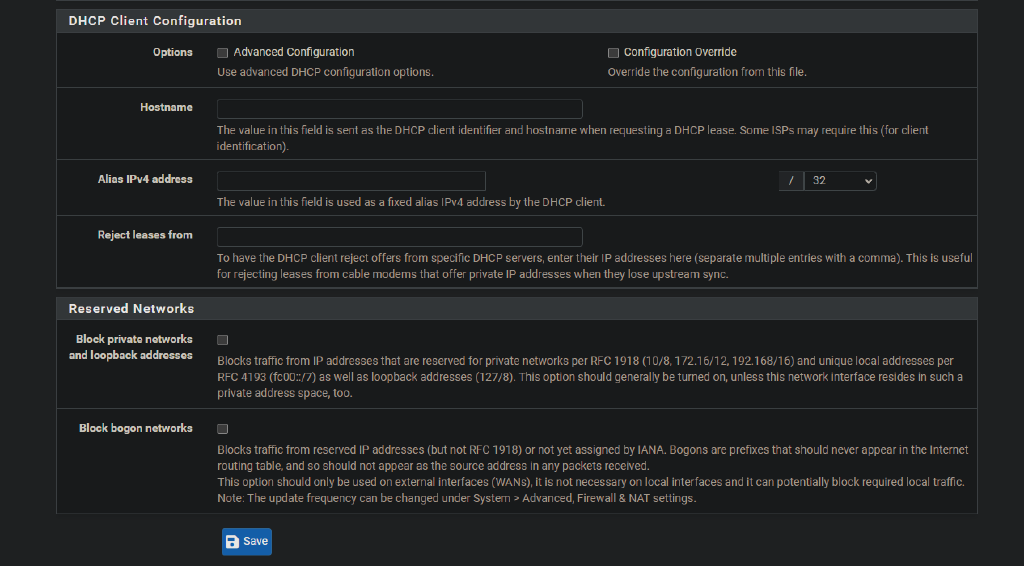 DHCP Client Configuration
Options
Advanced Configuration
Configuration Override
Use advanced DHCP configuration options.
Override the configuration from this file.
Hostname
The value in this field is sent as the DHCP client identifier and hostname when requesting a DHCP lease. Some ISPs may require this (for client
identification).
Alias IPv4 address
/
32
The value in this field is used as a fixed alias IPv4 address by the DHCP client.
Reject leases from
To have the DHCP client reject offers from specific DHCP servers, enter their IP addresses here (separate multiple entries with a comma). This is useful
for rejecting leases from cable modems that offer private IP addresses when they lose upstream sync.
Reserved Networks
Block private networks
and loopback addresses
Blocks traffic from IP addresses that are reserved for private networks per RFC 1918 (10/8, 172.16/12, 192.168/16) and unique local addresses per
RFC 4193 (fc00::/7) as well as loopback addresses (127/8). This option should generally be turned on, unless this network interface resides in such a
private address space, too.
Block bogon networks
Blocks traffic from reserved IP addresses (but not RFC 1918) or not yet assigned by IANA. Bogons are prefixes that should never appear in the Internet
routing table, and so should not appear as the source address in any packets received.
This option should only be used on external interfaces (WANs), it is not necessary on local interfaces and it can potentially block required local traffic.
Note: The update frequency can be changed under System > Advanced, Firewall & NAT settings.
Save